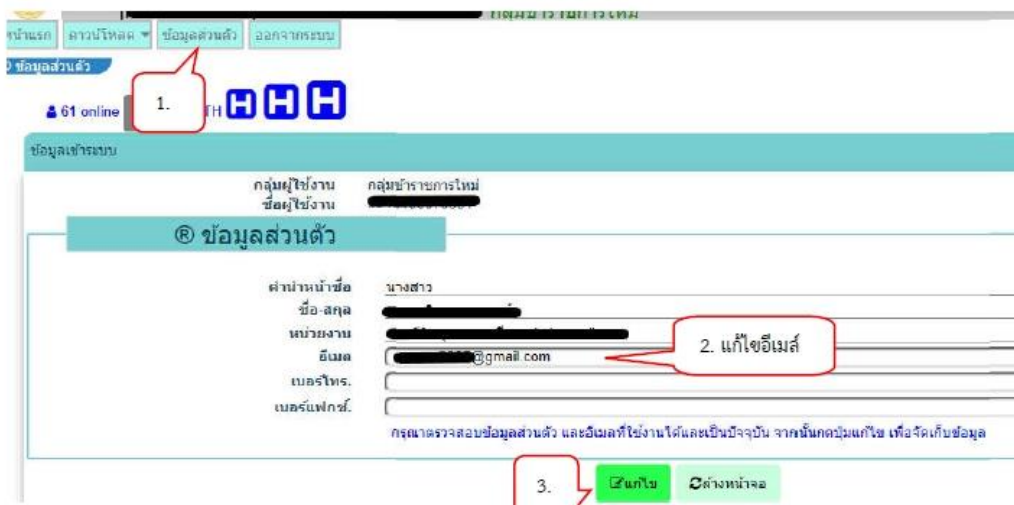 กลุ่มข้าราชการใหม่
หน้าแรก ดาวน์โหลด ข้อมูลส่วนตัว ออกจากระบบ
ข้อมูลส่วนตัว
1.
61 online TH H H H
ข้อมูลเข้าระบบ
กลุ่มผู้ใช้งาน กลุ่มข้าราชการใหม่
ชื่อผู้ใช้งาน
® ข้อมูลส่วนตัว
คำนำหน้าชื่อ นางสาว
ชื่อ-สกุล
หน่วยงาน
อีเมล @gmail.com
2. แก้ไขอีเมล์
เบอร์โทร.
เบอร์แฟกซ์.
กรุณาตรวจสอบข้อมูลส่วนตัว และอีเมลที่ใช้งานได้และเป็นปัจจุบัน จากนั้นกดปุ่มแก้ไข เพื่อจัดเก็บข้อมูล
3.
แก้ไข ล้างหน้าจอ